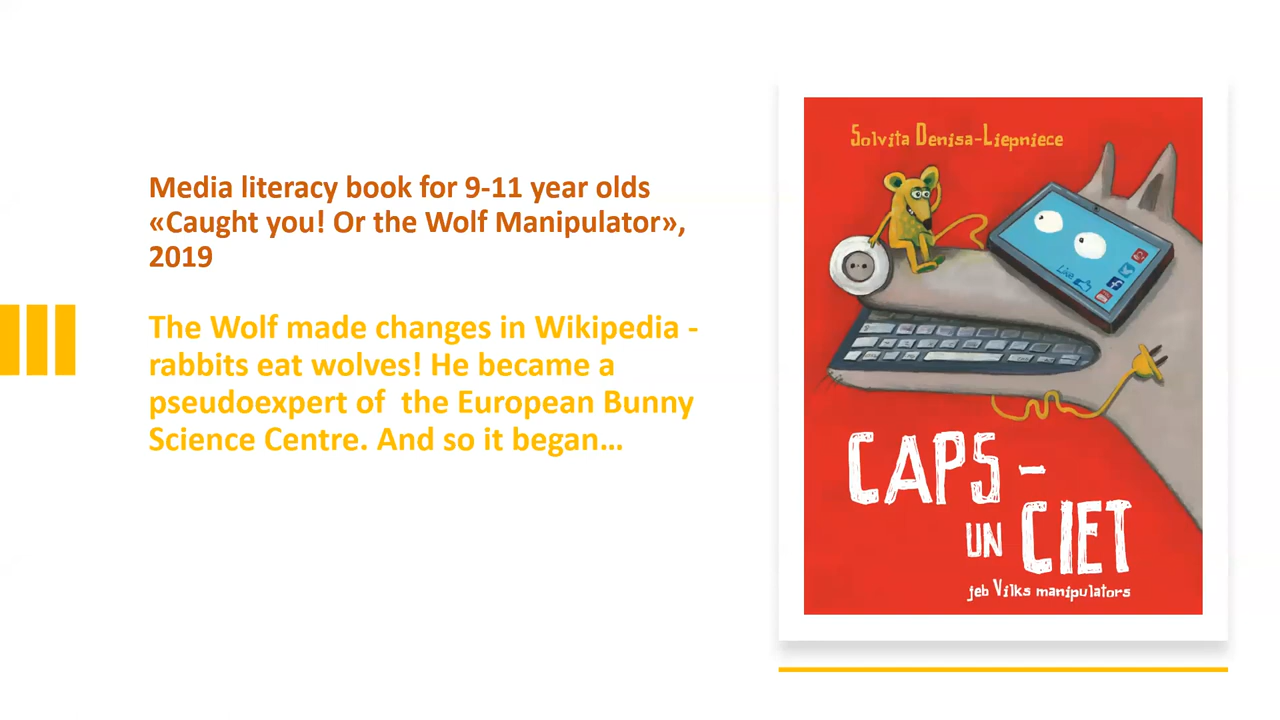 Media literacy book for 9-11 year olds
«Caught you! Or the Wolf Manipulator»,
2019
The Wolf made changes in Wikipedia -
rabbits eat wolves! He became a
pseudoexpert of  the European Bunny
Science Centre. And so it began…
Solvita Denisa-Liepniece
Like
CAPS -
UN CIET
jeb Vilks manipulators